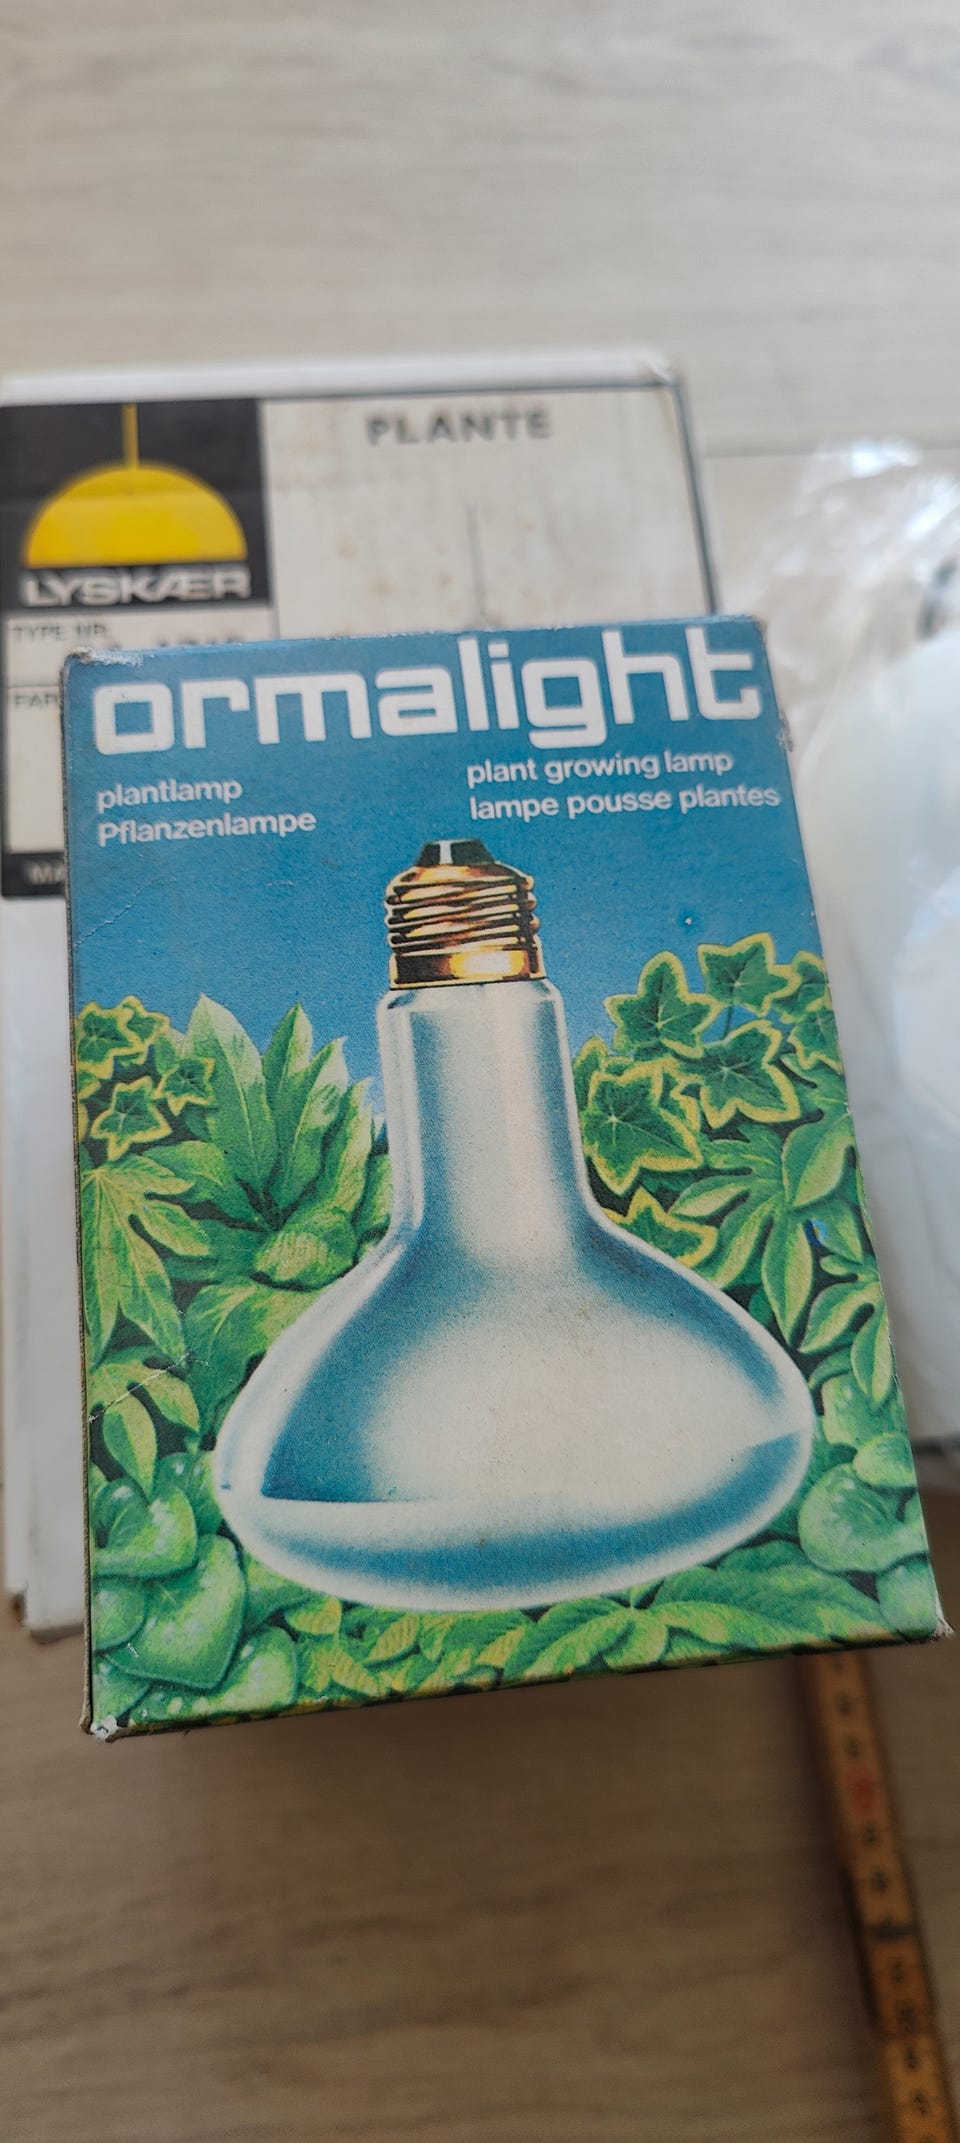 PLANTE
LYSKÆR
TYPE NR.
ormalight
plantlamp
Pflanzenlampe
plant growing lamp
lampe pousse plantes